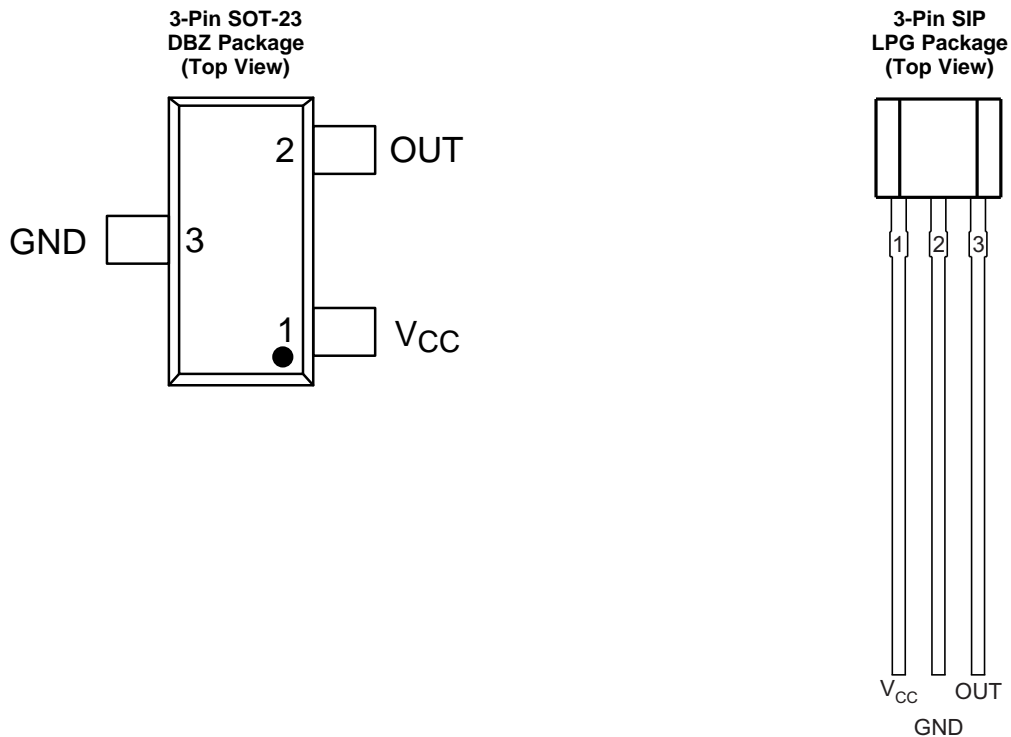 3-Pin SOT-23
DBZ Package
(Top View)
2
OUT
GND
3
1
VCC
3-Pin SIP
LPG Package
(Top View)
1
2
3
VCC
OUT
GND